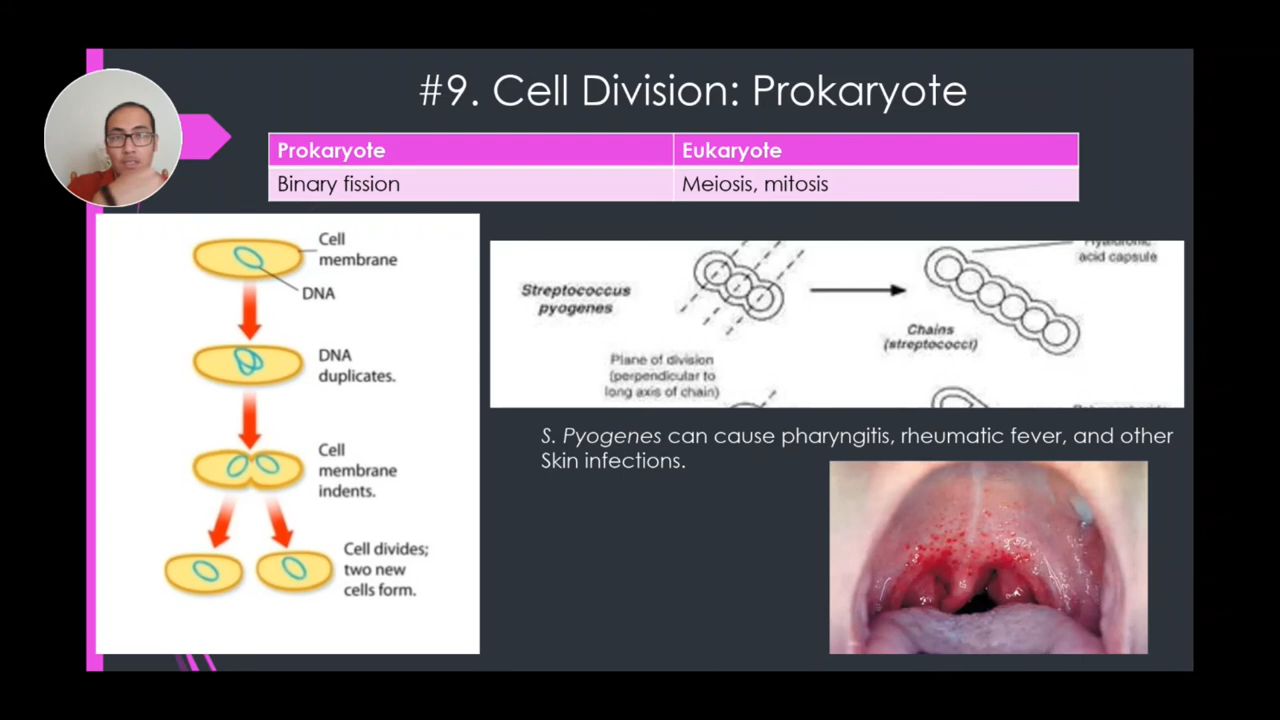 #9. Cell Division: Prokaryote
Prokaryote Eukaryote
Binary fission Meiosis, mitosis
Cell
membrane
DNA
DNA
duplicates.
Cell
membrane
indents.
Cell divides;
two new
cells form.
Streptococcus
pyogenes
Plane of division
(perpendicular to
long axis of chain)
Chains
(streptococci)
Hyaluronic
acid capsule
S. Pyogenes can cause pharyngitis, rheumatic fever, and other
Skin infections.